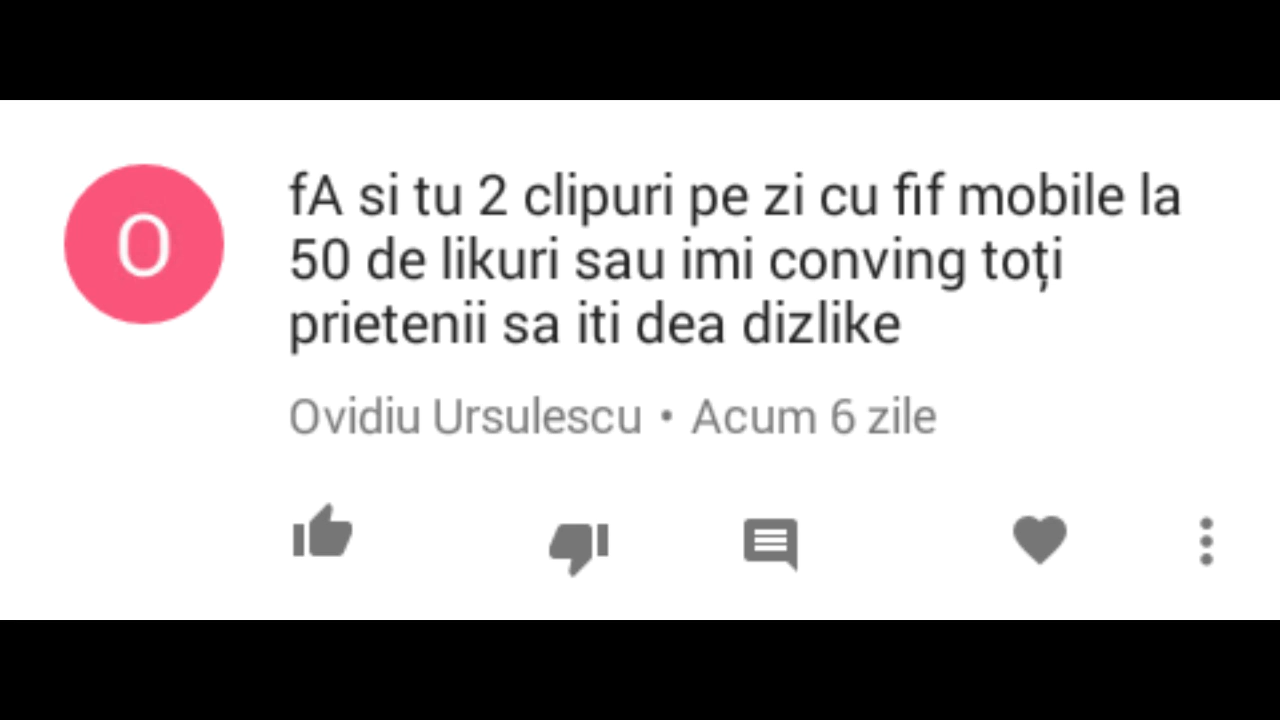 O
fA si tu 2 clipuri pe zi cu fif mobile la
50 de likuri sau imi conving toți
prietenii sa iti dea dizlike
Ovidiu Ursulescu • Acum 6 zile